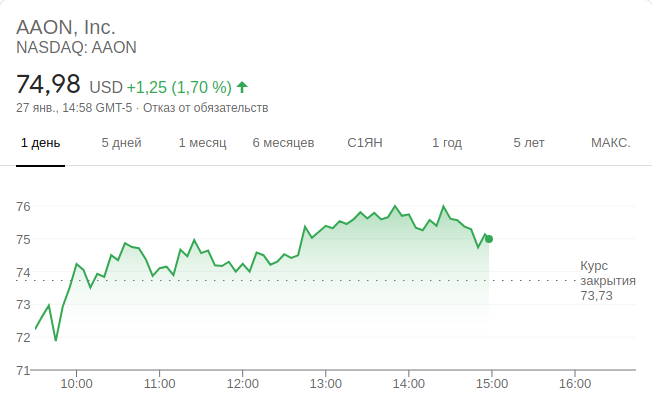 AAON, Inc.
NASDAQ: AAON
74,98 USD +1,25 (1,70 %)
27 янв., 14:58 GMT-5 · Отказ от обязательств
1 день 5 дней 1 месяц 6 месяцев С1ЯН 1 год 5 лет МАКС.
76
75
74
73
72
71
Курс
закрытия
73,73
10:00 11:00 12:00 13:00 14:00 15:00 16:00